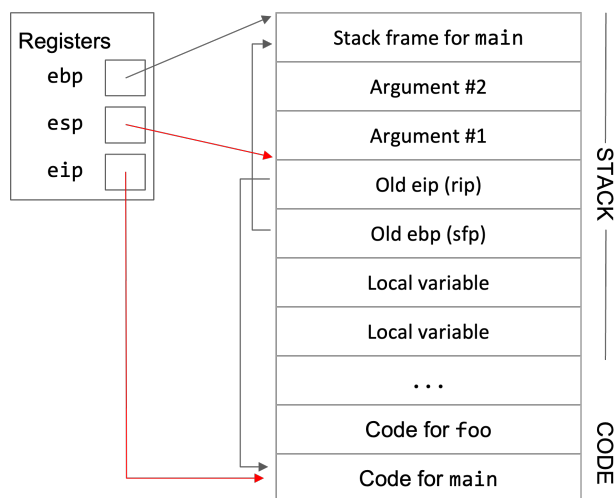 Registers
ebp
esp
eip
Stack frame for main
Argument #2
Argument #1
Old eip (rip)
Old ebp (sfp)
Local variable
Local variable
...
Code for foo
Code for main
STACK
CODE